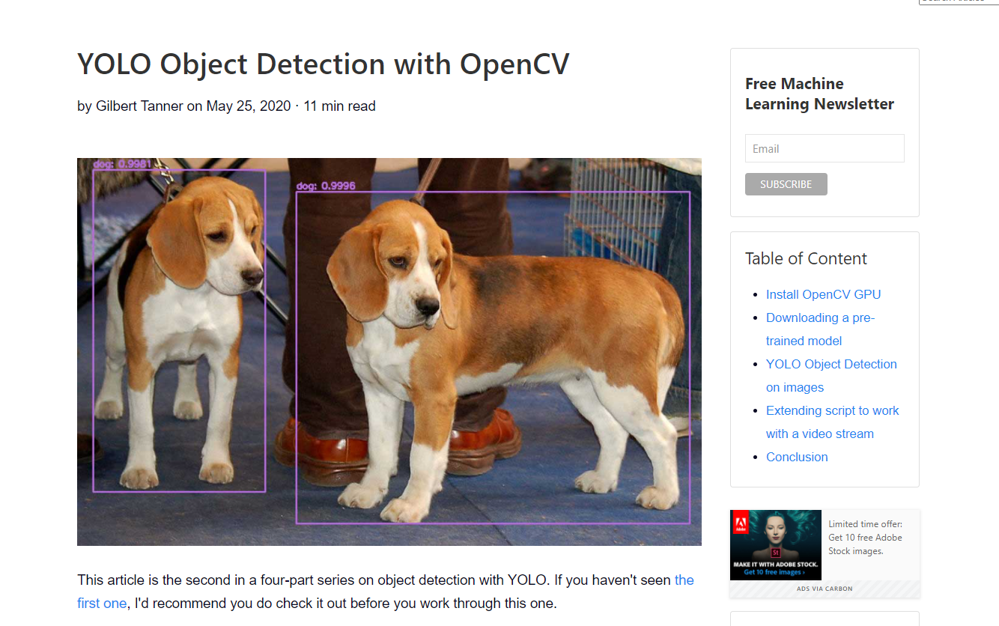 YOLO Object Detection with OpenCV
by Gilbert Tanner on May 25, 2020 · 11 min read
dog: 0.9981
dog: 0.9996
This article is the second in a four-part series on object detection with YOLO. If you haven't seen the
first one, I'd recommend you do check it out before you work through this one.
Free Machine
Learning Newsletter
Email
SUBSCRIBE
Table of Content
Install OpenCV GPU
Downloading a pre-
trained model
YOLO Object Detection
on images
Extending script to work
with a video stream
Conclusion
Adobe
St
MAKE IT WITH ADOBE STOCK.
Get 10 free images ›
Limited time offer:
Get 10 free Adobe
Stock images.
ADS VIA CARBON